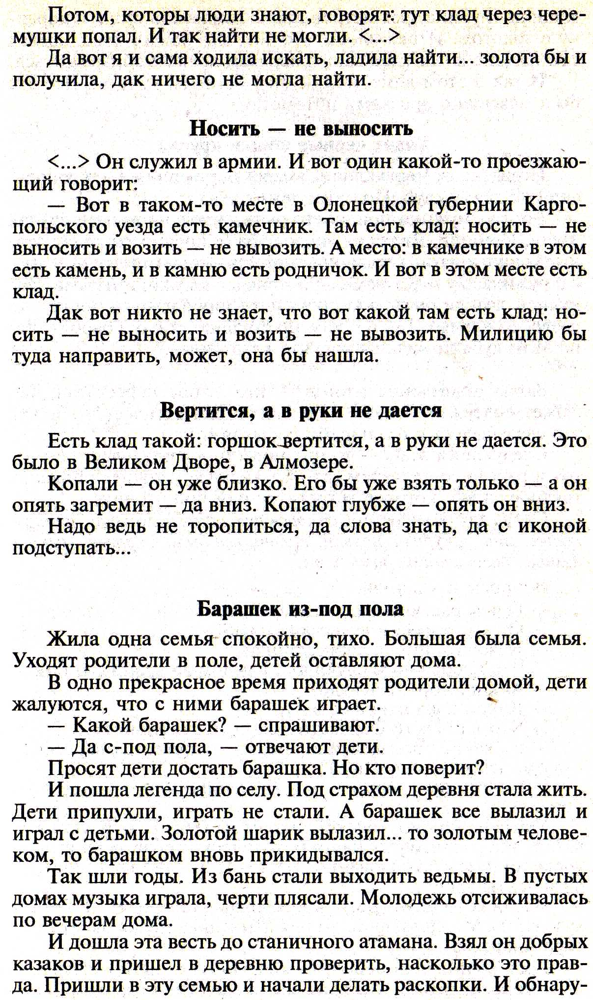 Потом, которы люди знают, говорят: тут клад через чере-
мушки попал. И так найти не могли. <...>
Да вот я и сама ходила искать, ладила найти... золота бы и
получила, дак ничего не могла найти.
Носить — не выносить
<...> Он служил в армии. И вот один какой-то проезжаю-
щий говорит:
— Вот в таком-то месте в Олонецкой губернии Карго-
польского уезда есть камечник. Там есть клад: носить — не
выносить и возить — не вывозить. А место: в камечнике в этом
есть камень, и в камню есть родничок. И вот в этом месте есть
клад.
Дак вот никто не знает, что вот какой там есть клад: но-
сить — не выносить и возить — не вывозить. Милицию бы
туда направить, может, она бы нашла.
Вертится, а в руки не дается
Есть клад такой: горшок вертится, а в руки не дается. Это
было в Великом Дворе, в Алмозере.
Копали — он уже близко. Его бы уже взять только — а он
опять загремит — да вниз. Копают глубже — опять он вниз.
Надо ведь не торопиться, да слова знать, да с иконой
подступать...
Барашек из-под пола
Жила одна семья спокойно, тихо. Большая была семья.
Уходят родители в поле, детей оставляют дома.
В одно прекрасное время приходят родители домой, дети
жалуются, что с ними барашек играет.
— Какой барашек? — спрашивают.
— Да с-под пола, — отвечают дети.
Просят дети достать барашка. Но кто поверит?
И пошла легенда по селу. Под страхом деревня стала жить.
Дети припухли, играть не стали. А барашек все вылазил и
играл с детьми. Золотой шарик вылазил... то золотым челове-
ком, то барашком вновь прикидывался.
Так шли годы. Из бань стали выходить ведьмы. В пустых
домах музыка играла, черти плясали. Молодежь отсиживалась
по вечерам дома.
И дошла эта весть до станичного атамана. Взял он добрых
казаков и пришел в деревню проверить, насколько это прав-
да. Пришли в эту семью и начали делать раскопки. И обнару-